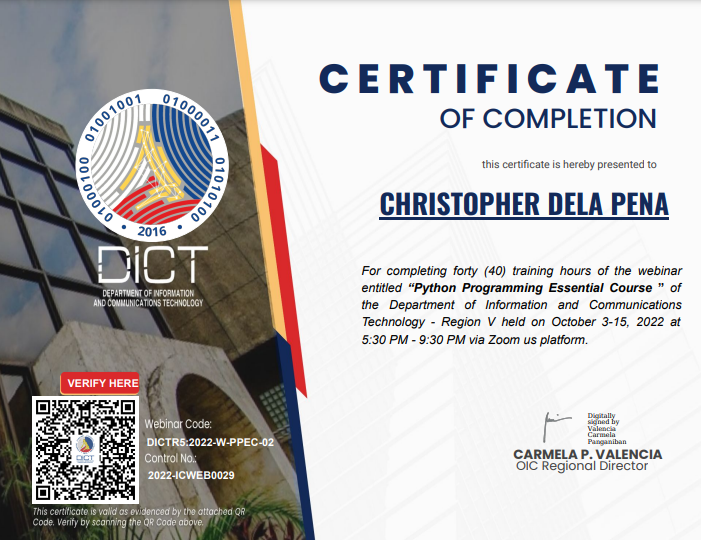 CERTIFICATE
OF COMPLETION
this certificate is hereby presented to
CHRISTOPHER DELA PENA
For completing forty (40) training hours of the webinar
entitled “Python Programming Essential Course ” of
the Department of Information and Communications
Technology - Region V held on October 3-15, 2022 at
5:30 PM - 9:30 PM via Zoom us platform.
Digitally
signed by
Valencia
Carmela
Panganiban
CARMELA P. VALENCIA
OIC Regional Director
01000100 01001001 01000011 01010100
• 2016 •
DICT
DEPARTMENT OF INFORMATION
AND COMMUNICATIONS TECHNOLOGY
VERIFY HERE
DICT
Webinar Code:
DICTR5:2022-W-PPEC-02
Control No.:
2022-ICWEB0029
This certificate is valid as evidenced by the attached QR
Code. Verify by scanning the QR Code above.